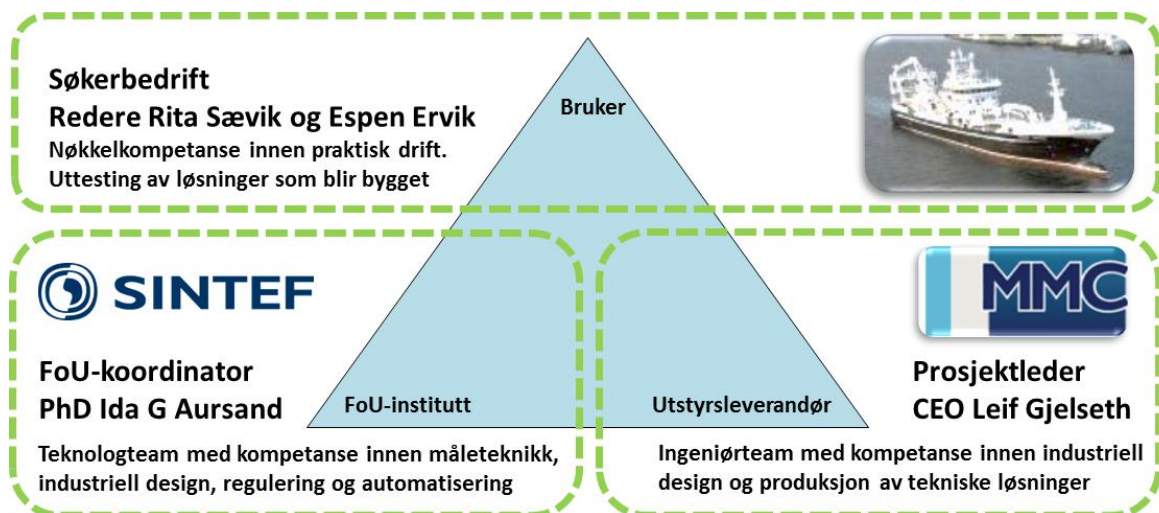 Søkerbedrift
Redere Rita Sævik og Espen Ervik
Nøkkelkompetanse innen praktisk drift.
Uttesting av løsninger som blir bygget
Bruker
SINTEF
FoU-koordinator
PhD Ida G Aursand
Teknologteam med kompetanse innen måleteknikk,
industriell design, regulering og automatisering
FoU-institutt
Utstyrsleverandør
MMC
Prosjektleder
CEO Leif Gjelseth
Ingeniørteam med kompetanse innen industriell
design og produksjon av tekniske løsninger